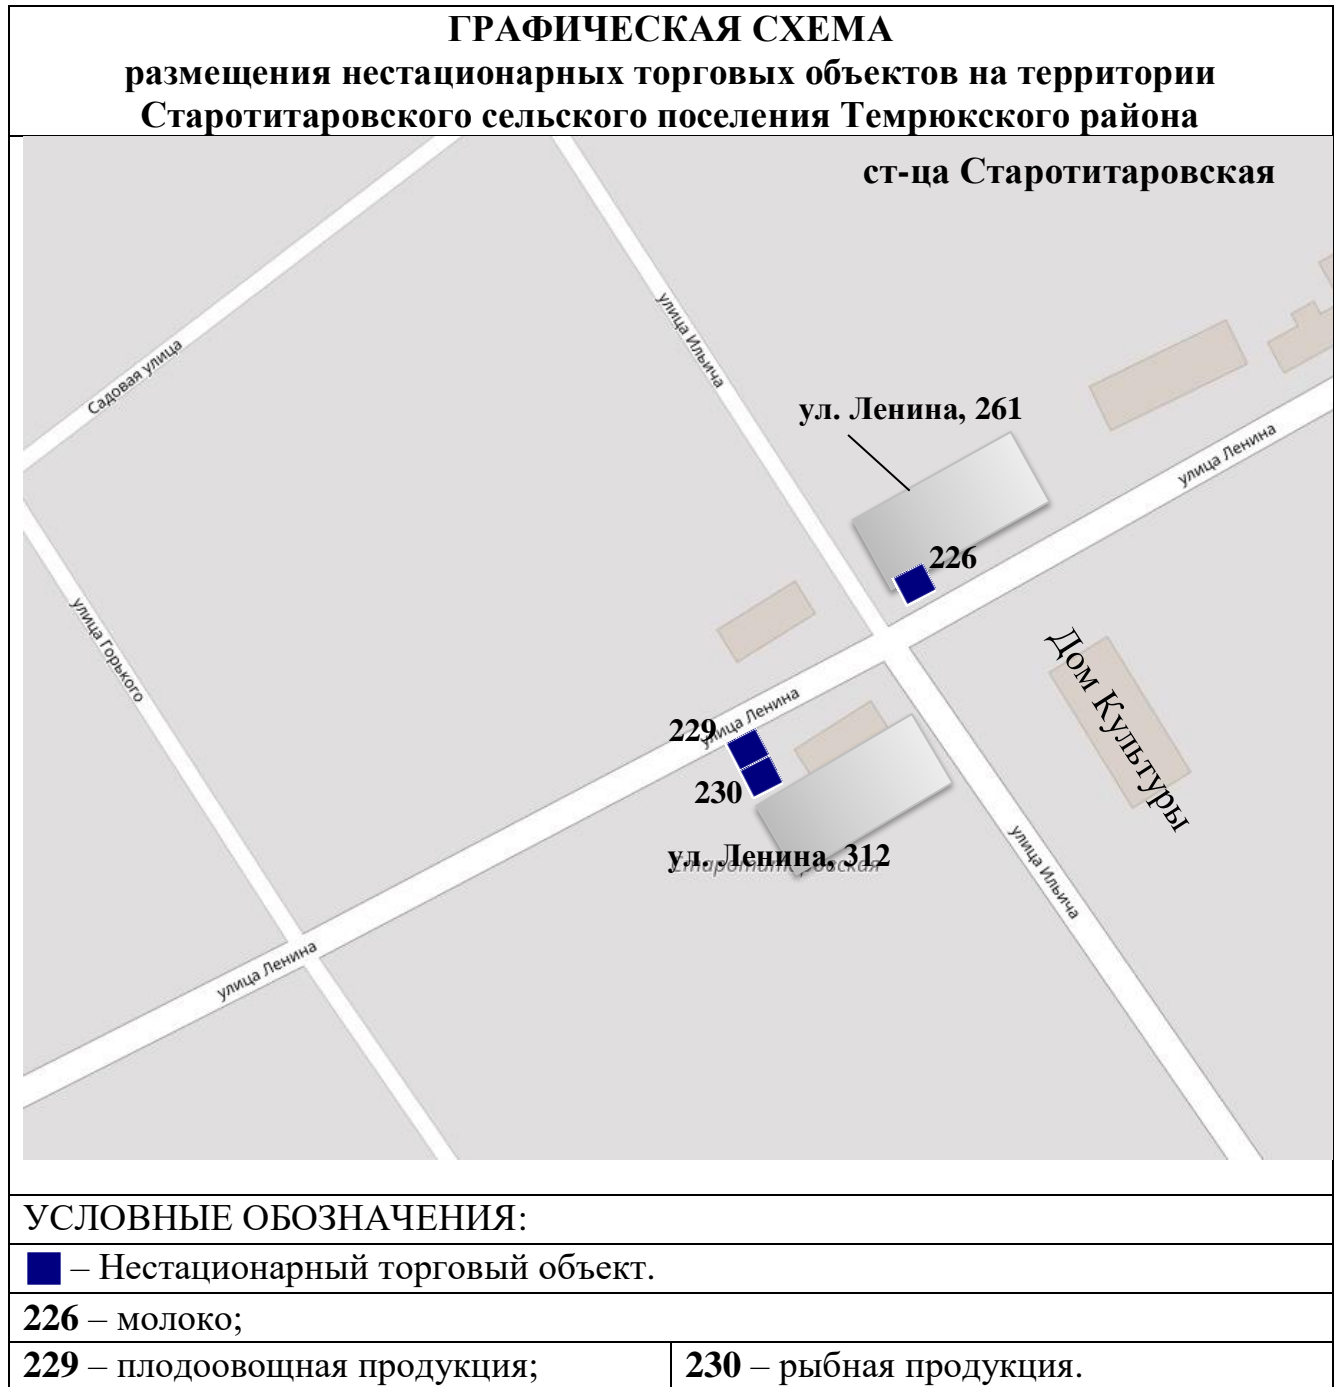 ГРАФИЧЕСКАЯ СХЕМА
размещения нестационарных торговых объектов на территории
Старотитаровского сельского поселения Темрюкского района
ст-ца Старотитаровская
улица Ильича
Садовая улица
ул. Ленина, 261
улица Ленина
226
улица Горького
Дом Культуры
улица Ленина
229
230
ул. Ленина, 312
Старотитаровская
улица Ильича
улица Ленина
УСЛОВНЫЕ ОБОЗНАЧЕНИЯ:
– Нестационарный торговый объект.
226 – молоко;
229 – плодоовощная продукция;
230 – рыбная продукция.